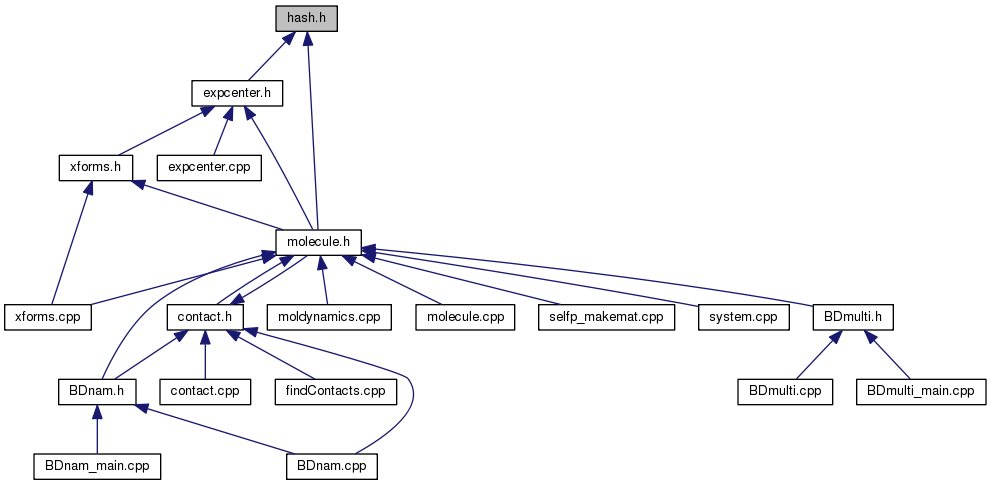 hash.h
expcenter.h
xforms.h
expcenter.cpp
molecule.h
xforms.cpp
contact.h
moldynamics.cpp
molecule.cpp
selfp_makemat.cpp
system.cpp
BDmulti.h
BDnam.h
contact.cpp
findContacts.cpp
BDmulti.cpp
BDmulti_main.cpp
BDnam_main.cpp
BDnam.cpp